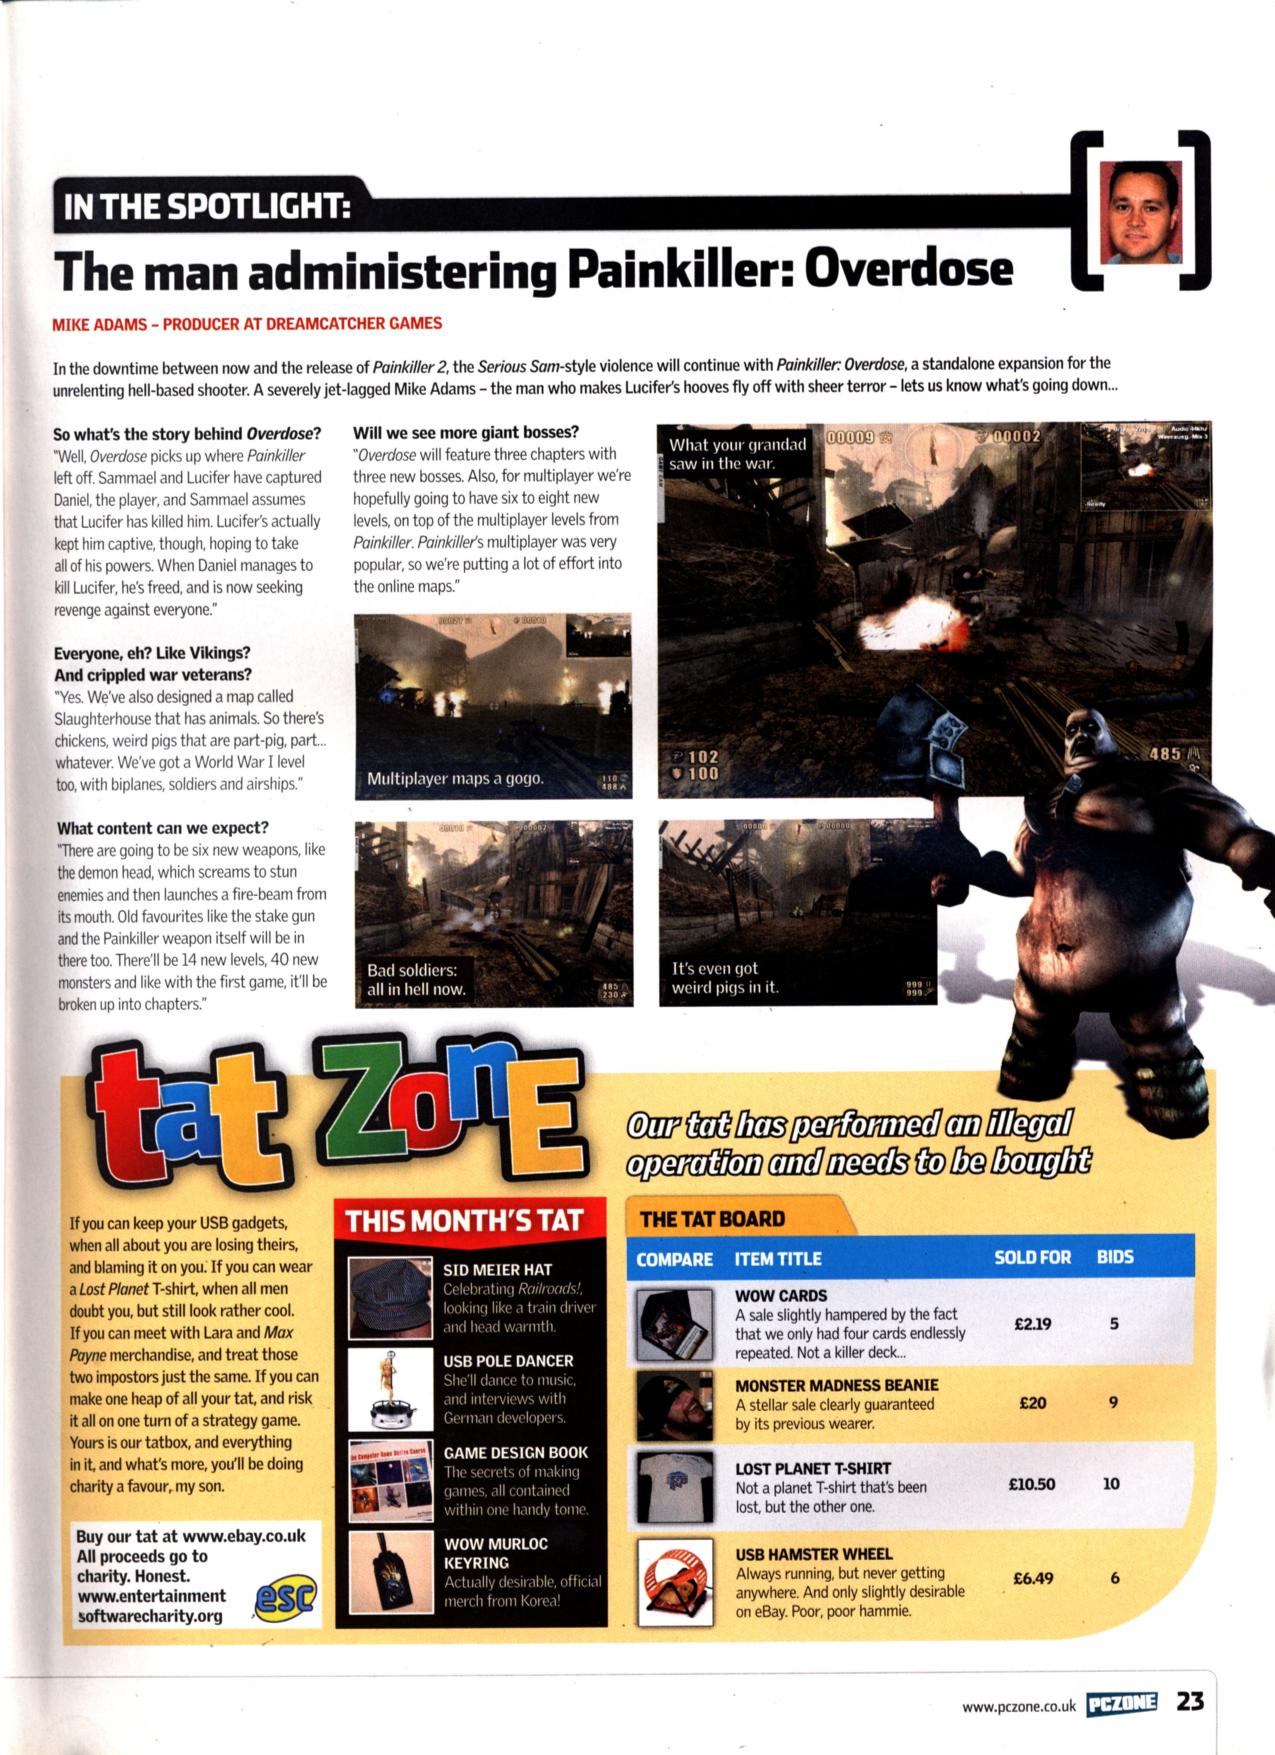 IN THE SPOTLIGHT:
The man administering Painkiller: Overdose
MIKE ADAMS – PRODUCER AT DREAMCATCHER GAMES
In the downtime between now and the release of Painkiller 2, the Serious Sam-style violence will continue with Painkiller: Overdose, a standalone expansion for the
unrelenting hell-based shooter. A severely jet-lagged Mike Adams – the man who makes Lucifer's hooves fly off with sheer terror – lets us know what's going down...
So what's the story behind Overdose?
"Well, Overdose picks up where Painkiller
left off. Sammael and Lucifer have captured
Daniel, the player, and Sammael assumes
that Lucifer has killed him. Lucifer's actually
kept him captive, though, hoping to take
all of his powers. When Daniel manages to
kill Lucifer, he's freed, and is now seeking
revenge against everyone."
Everyone, eh? Like Vikings?
And crippled war veterans?
"Yes. We've also designed a map called
Slaughterhouse that has animals. So there's
chickens, weird pigs that are part-pig, part...
whatever. We've got a World War I level
too, with biplanes, soldiers and airships."
What content can we expect?
"There are going to be six new weapons, like
the demon head, which screams to stun
enemies and then launches a fire-beam from
its mouth. Old favourites like the stake gun
and the Painkiller weapon itself will be in
there too. There'll be 14 new levels, 40 new
monsters and like with the first game, it'll be
broken up into chapters."
Will we see more giant bosses?
"Overdose will feature three chapters with
three new bosses. Also, for multiplayer we're
hopefully going to have six to eight new
levels, on top of the multiplayer levels from
Painkiller. Painkiller's multiplayer was very
popular, so we're putting a lot of effort into
the online maps."
Multiplayer maps a gogo.
Bad soldiers:
all in hell now.
485
230
What your grandad
saw in the war.
00009
00002
102
100
485
It's even got
weird pigs in it.
999
999
tat ZonE
If you can keep your USB gadgets,
when all about you are losing theirs,
and blaming it on you. If you can wear
a Lost Planet T-shirt, when all men
doubt you, but still look rather cool.
If you can meet with Lara and Max
Payne merchandise, and treat those
two impostors just the same. If you can
make one heap of all your tat, and risk
it all on one turn of a strategy game.
Yours is our tatbox, and everything
in it, and what's more, you'll be doing
charity a favour, my son.
Buy our tat at www.ebay.co.uk
All proceeds go to
charity. Honest.
www.entertainment
softwarecharity.org
esc
THIS MONTH'S TAT
SID MEIER HAT
Celebrating Railroads!,
looking like a train driver
and head warmth.
USB POLE DANCER
She'll dance to music,
and interviews with
German developers.
GAME DESIGN BOOK
The secrets of making
games, all contained
within one handy tome.
WOW MURLOC
KEYRING
Actually desirable, official
merch from Korea!
Our tat has performed an illegal
operation and needs to be bought
THE TAT BOARD
COMPARE ITEM TITLE SOLD FOR BIDS
WOW CARDS
A sale slightly hampered by the fact
that we only had four cards endlessly
repeated. Not a killer deck...
£2.19 5
MONSTER MADNESS BEANIE
A stellar sale clearly guaranteed
by its previous wearer.
£20 9
LOST PLANET T-SHIRT
Not a planet T-shirt that's been
lost, but the other one.
£10.50 10
USB HAMSTER WHEEL
Always running, but never getting
anywhere. And only slightly desirable
on eBay. Poor, poor hammie.
£6.49 6
www.pczone.co.uk PCZONE 23